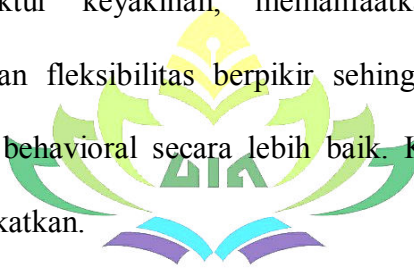 keyakinan, memanfaatk
an fleksibilitas berpikir sehing
behavioral secara lebih baik. K
katkan.